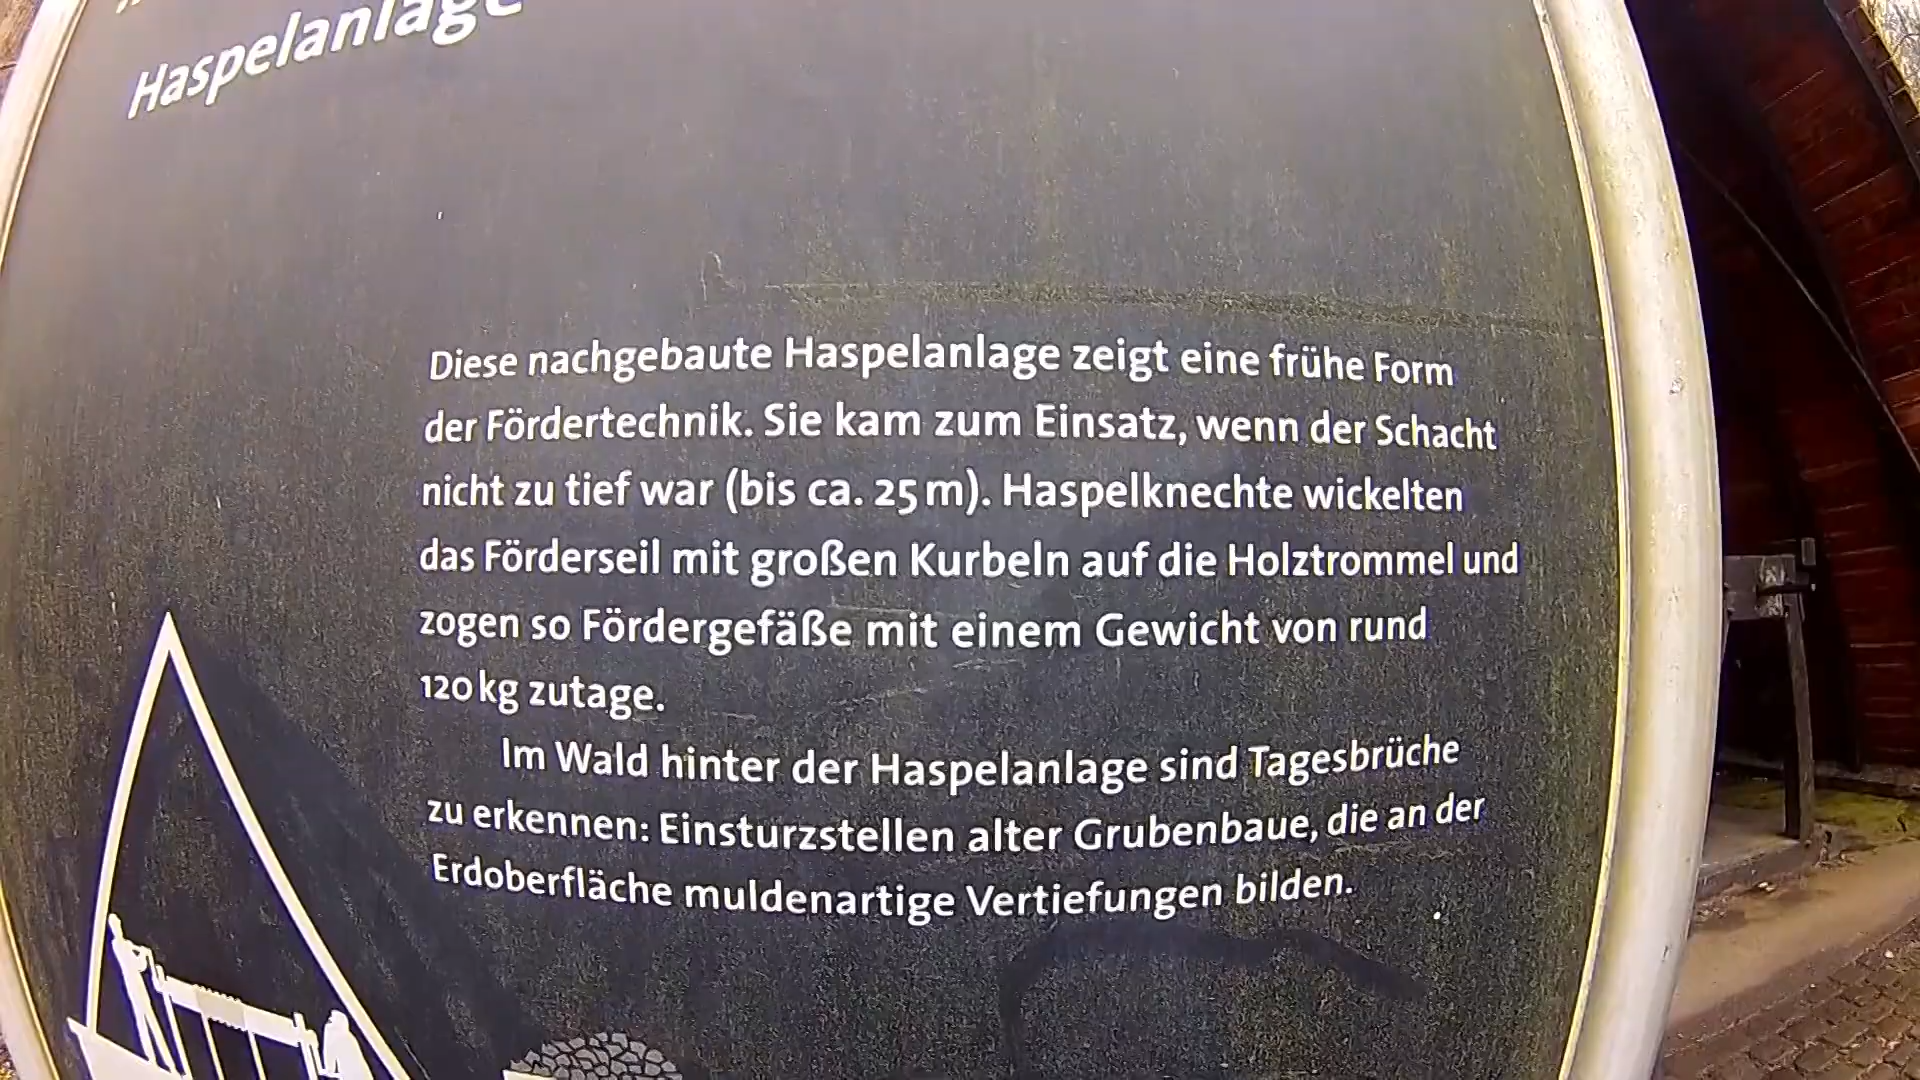 Haspelanlage
Diese nachgebaute Haspelanlage zeigt eine frühe Form
der Fördertechnik. Sie kam zum Einsatz, wenn der Schacht
nicht zu tief war (bis ca. 25 m). Haspelknechte wickelten
das Förderseil mit großen Kurbeln auf die Holztrommel und
zogen so Fördergefäße mit einem Gewicht von rund
120 kg zutage.
Im Wald hinter der Haspelanlage sind Tagesbrüche
zu erkennen: Einsturzstellen alter Grubenbaue, die an der
Erdoberfläche muldenartige Vertiefungen bilden.